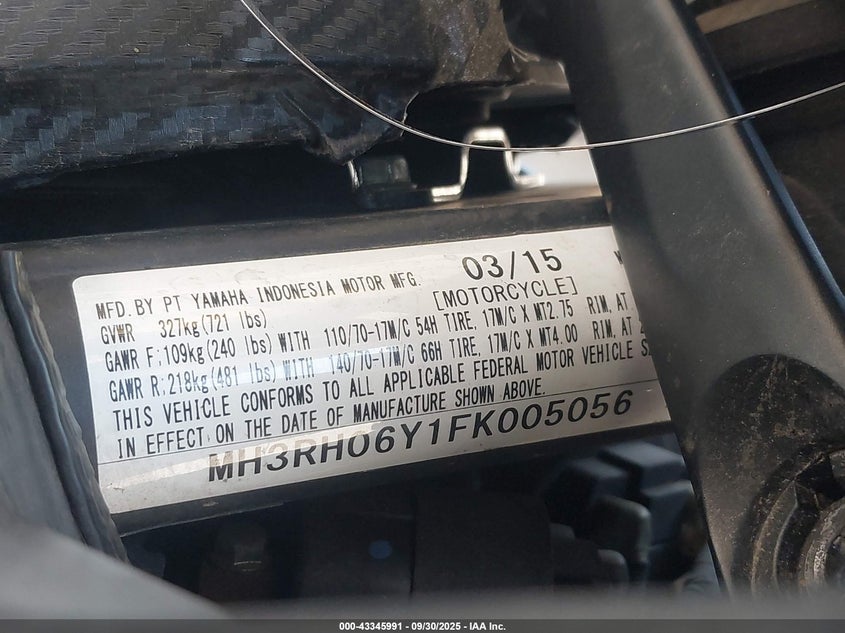 MFD. BY PT YAMAHA INDONESIA MOTOR MFG. 03/15
GVWR 327kg(721 lbs) [MOTORCYCLE]
GAWR F:109kg(240 lbs) WITH 110/70-17M/C 54H TIRE, 17M/C X MT2.75 RIM, AT
GAWR R:218kg(481 lbs) WITH 140/70-17M/C 66H TIRE, 17M/C X MT4.00 RIM, AT
THIS VEHICLE CONFORMS TO ALL APPLICABLE FEDERAL MOTOR VEHICLE
IN EFFECT ON THE DATE OF MANUFACTURE SHOWN ABOVE.
MH3RH06Y1FK005056
000-43345991 - 09/30/2025 - IAA Inc.